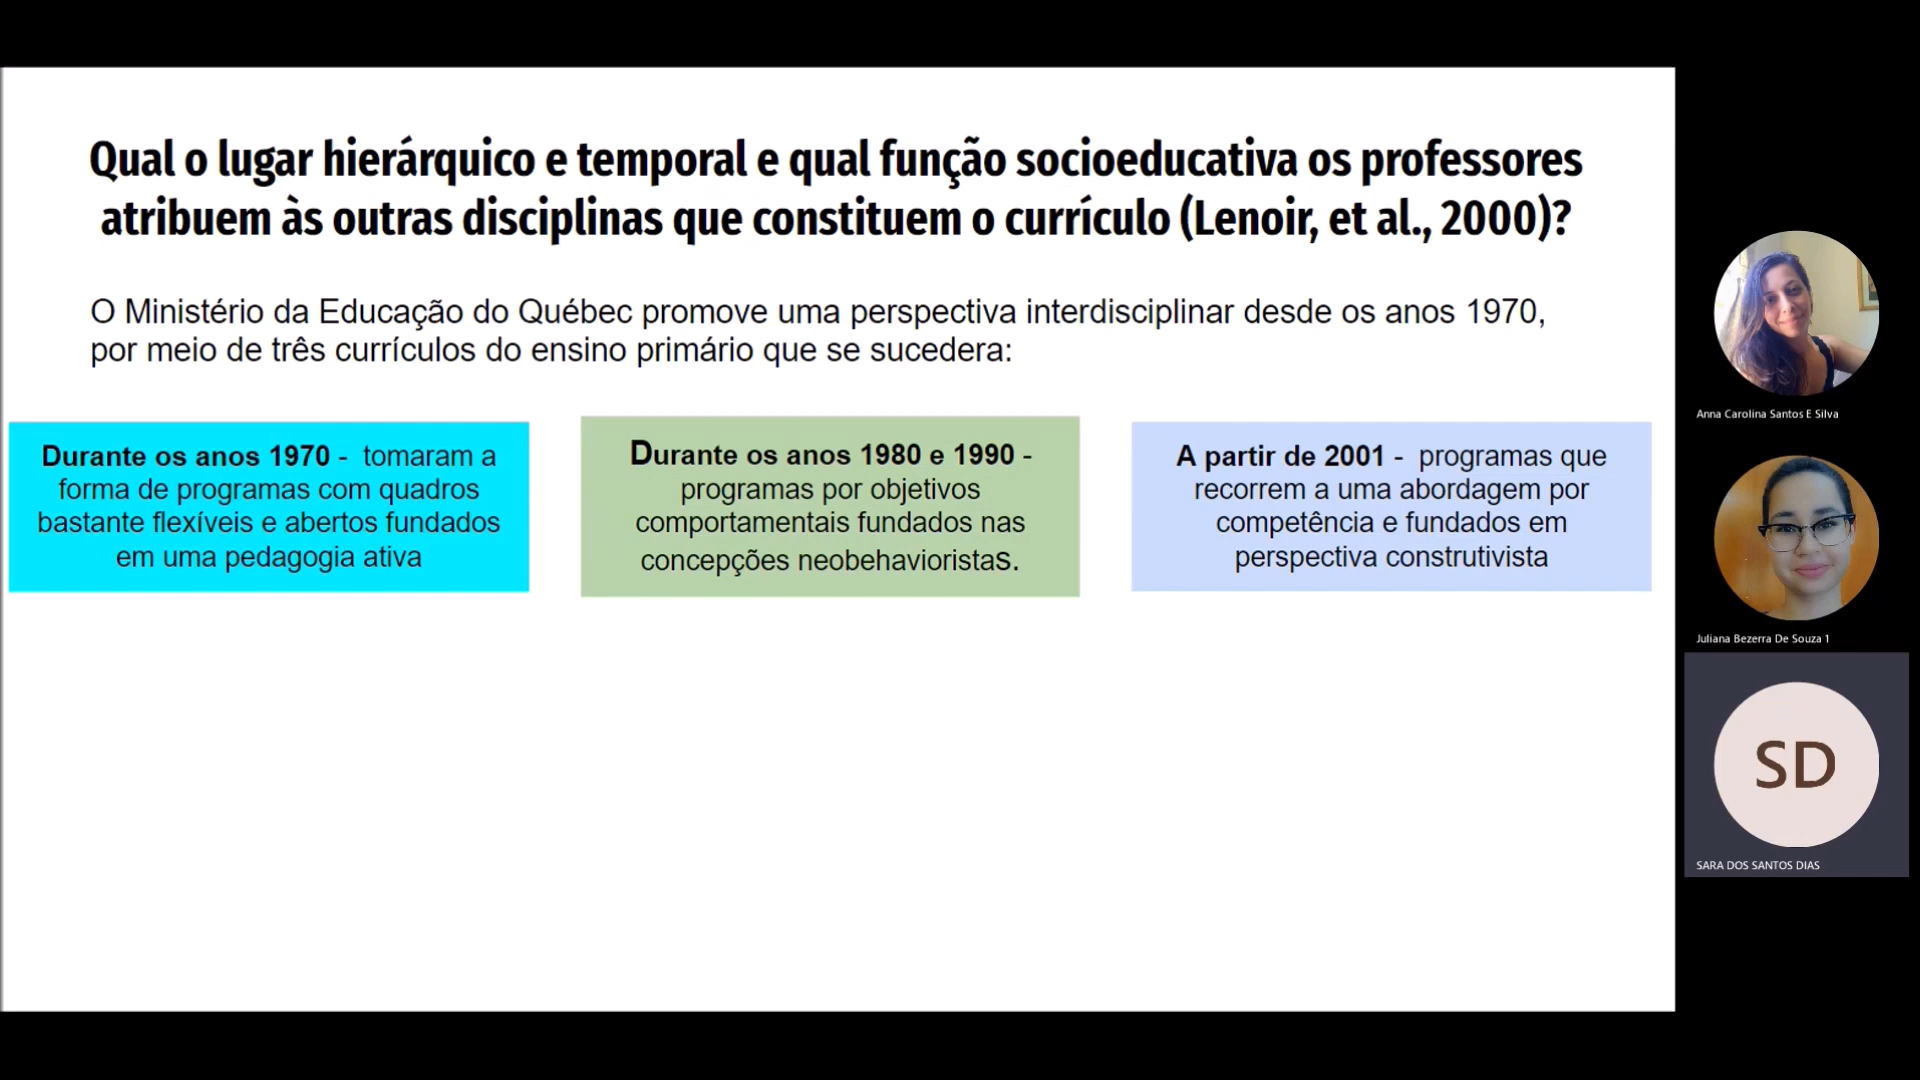 Qual o lugar hierárquico e temporal e qual função socioeducativa os professores
atribuem às outras disciplinas que constituem o currículo (Lenoir, et al., 2000)?
O Ministério da Educação do Québec promove uma perspectiva interdisciplinar desde os anos 1970,
por meio de três currículos do ensino primário que se sucedera:
Durante os anos 1970 - tomaram a
forma de programas com quadros
bastante flexíveis e abertos fundados
em uma pedagogia ativa
Durante os anos 1980 e 1990 -
programas por objetivos
comportamentais fundados nas
concepções neobehavioristas.
A partir de 2001 - programas que
recorrem a uma abordagem por
competência e fundados em
perspectiva construtivista
Anna Carolina Santos E Silva
Juliana Bezerra De Souza 1
SD
SARA DOS SANTOS DIAS